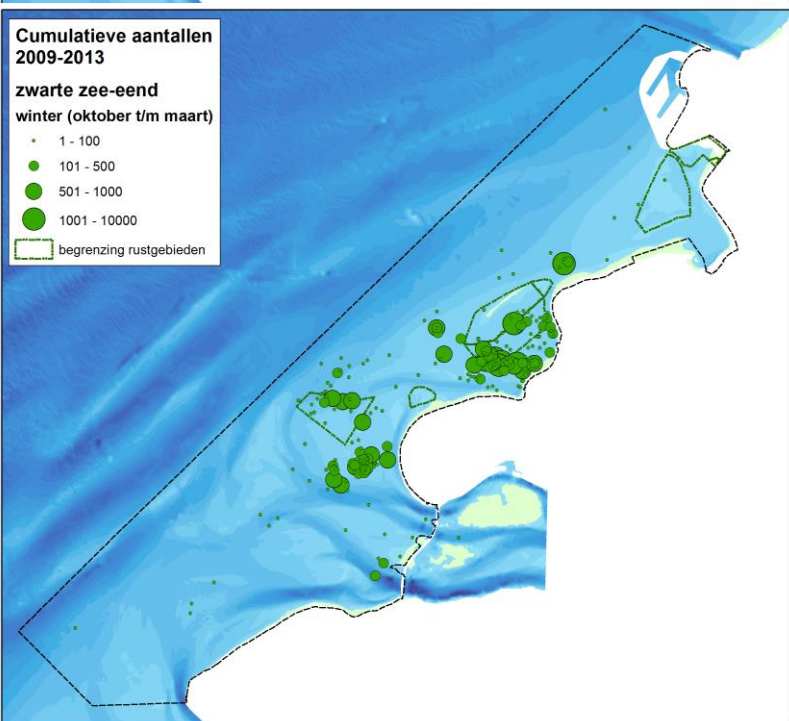 Cumulatieve aantallen
2009-2013
zwarte zee-eend
winter (oktober t/m maart)
1 - 100
101 - 500
501 - 1000
1001 - 10000
begrenzing rustgebieden